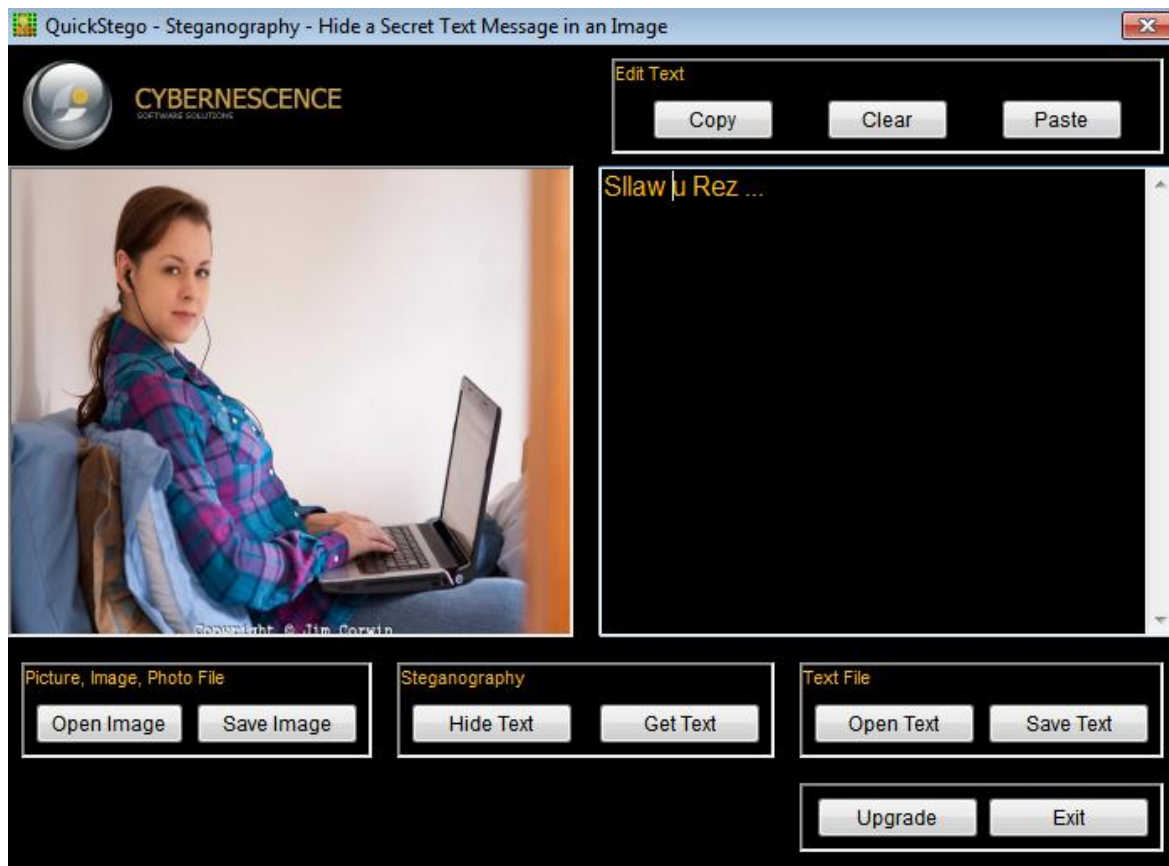 QuickStego - Steganography - Hide a Secret Text Message in an Image
CYBERNESCENCE
SOFTWARE SOLUTIONS
Edit Text
Copy Clear Paste
Sllaw u Rez ...
Copyright © Jim Corwin
Picture, Image, Photo File
Open Image Save Image
Steganography
Hide Text Get Text
Text File
Open Text Save Text
Upgrade Exit